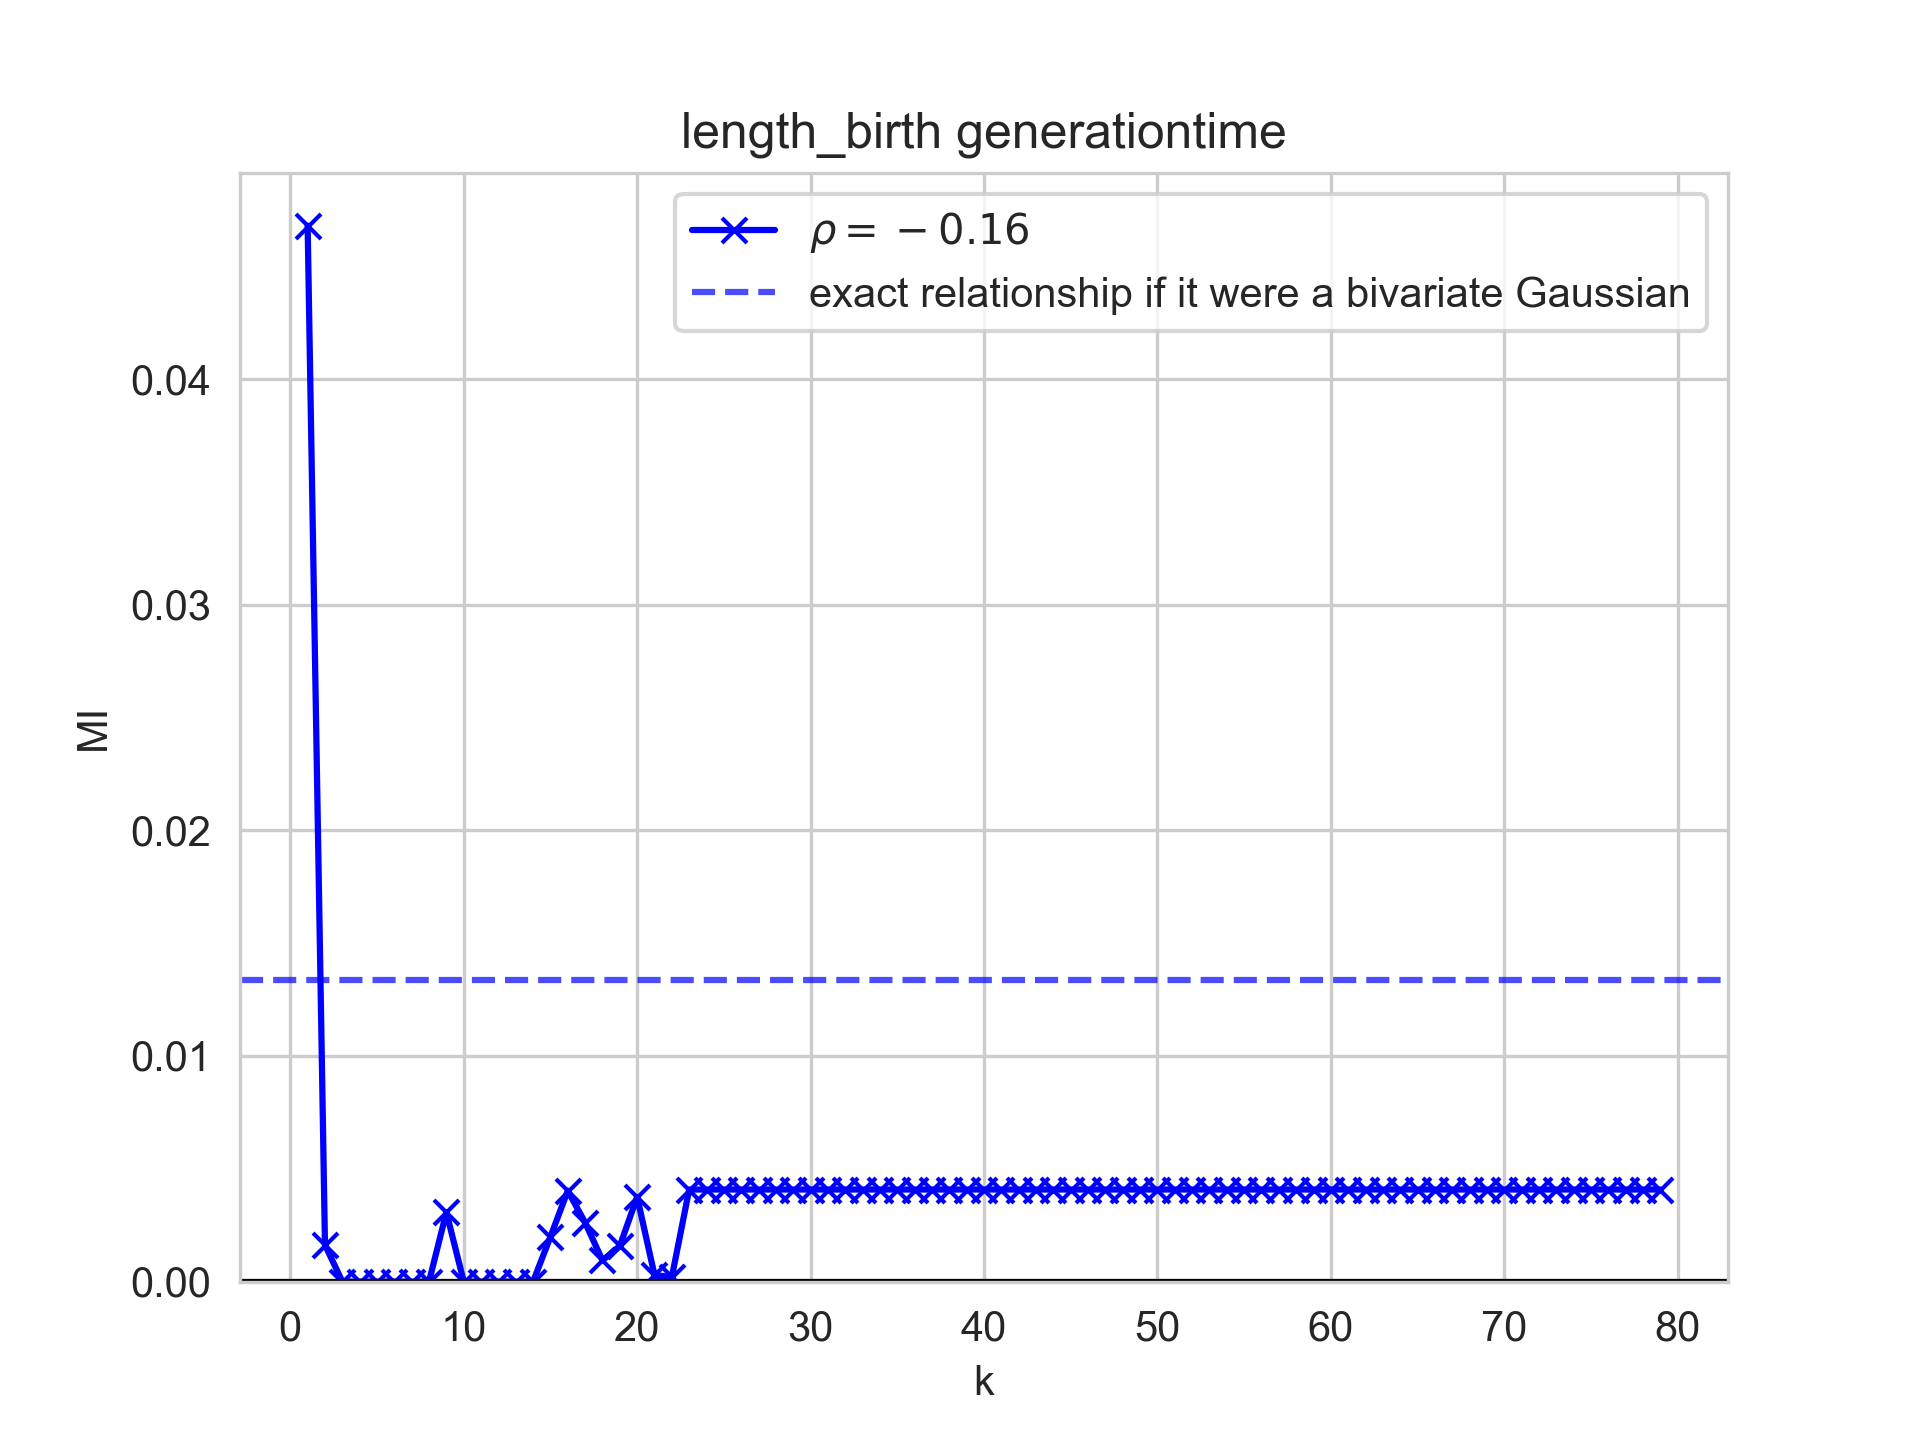 length_birth generationtime
ρ = − 0.16
exact relationship if it were a bivariate Gaussian
MI
0.04
0.03
0.02
0.01
0.00
0 10 20 30 40 50 60 70 80
k